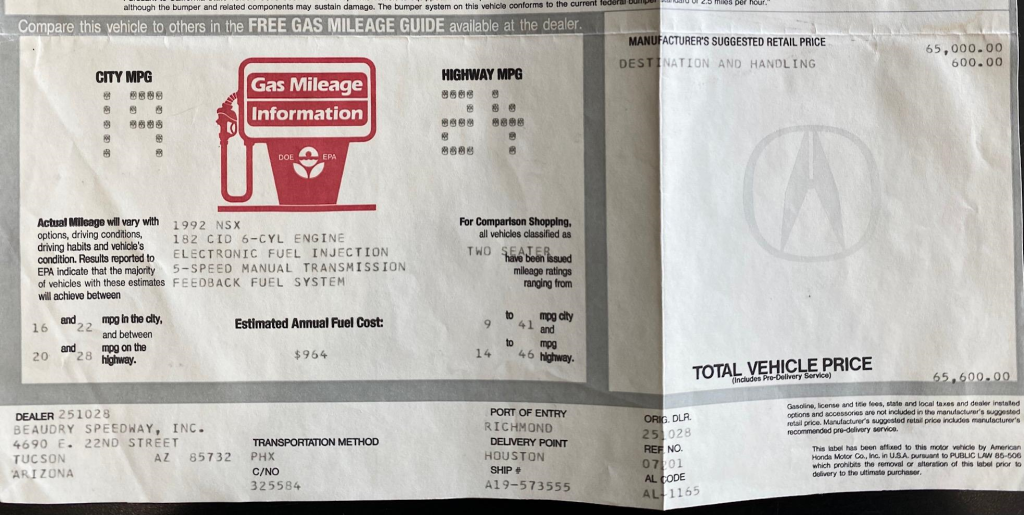 although the bumper and related components may sustain damage. The bumper system on this vehicle conforms to the current federal bumper standard of 2.5 miles per hour."
Compare this vehicle to others in the FREE GAS MILEAGE GUIDE available at the dealer.
CITY MPG
19
Gas Mileage
Information
DOE EPA
HIGHWAY MPG
24
Actual Mileage will vary with
options, driving conditions,
driving habits and vehicle's
condition. Results reported to
EPA indicate that the majority
of vehicles with these estimates
will achieve between
1992 NSX
182 CID 6-CYL ENGINE
ELECTRONIC FUEL INJECTION
5-SPEED MANUAL TRANSMISSION
FEEDBACK FUEL SYSTEM
For Comparison Shopping,
all vehicles classified as
TWO SEATER
have been issued
mileage ratings
ranging from
16 and 22 mpg in the city,
and between
20 and 28 mpg on the
highway.
Estimated Annual Fuel Cost:
$964
9 to 41 mpg city
and
14 to 46 mpg
highway.
MANUFACTURER'S SUGGESTED RETAIL PRICE 65,000.00
DESTINATION AND HANDLING 600.00
TOTAL VEHICLE PRICE
(Includes Pre-Delivery Service)
65,600.00
DEALER 251028
BEAUDRY SPEEDWAY, INC.
4690 E. 22ND STREET
TUCSON AZ 85732
ARIZONA
TRANSPORTATION METHOD
PHX
C/NO
325584
PORT OF ENTRY
RICHMOND
DELIVERY POINT
HOUSTON
SHIP #
A19-573555
ORIG. DLR.
251028
REF. NO.
07201
AL CODE
AL-1165
Gasoline, license and title fees, state and local taxes and dealer installed
options and accessories are not included in the manufacturer's suggested
retail price. Manufacturer's suggested retail price includes manufacturer's
recommended pre-delivery service.
This label has been affixed to this motor vehicle by American
Honda Motor Co., Inc. in U.S.A. pursuant to PUBLIC LAW 85-506
which prohibits the removal or alteration of this label prior to
delivery to the ultimate purchaser.